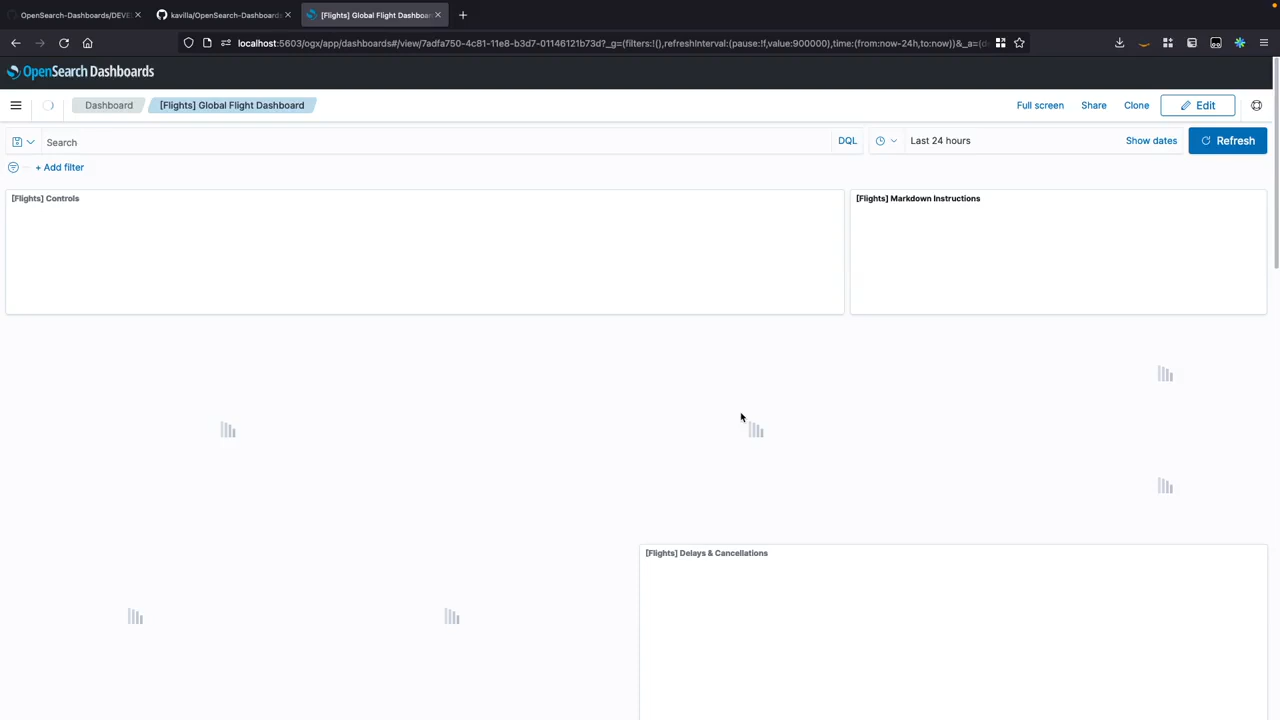 OpenSearch-Dashboards/DEVE
kavilla/OpenSearch-Dashboards
[Flights] Global Flight Dashboar
localhost:5603/ogx/app/dashboards#/view/7adfa750-4c81-11e8-b3d7-01146121b73d?_g=(filters:!(),refreshInterval:(pause:!f,value:900000),time:(from:now-24h,to:now))&_a=(de
OpenSearch Dashboards
Dashboard
[Flights] Global Flight Dashboard
Full screen
Share
Clone
Edit
Search
DQL
Last 24 hours
Show dates
Refresh
+ Add filter
[Flights] Controls
[Flights] Markdown Instructions
[Flights] Delays & Cancellations